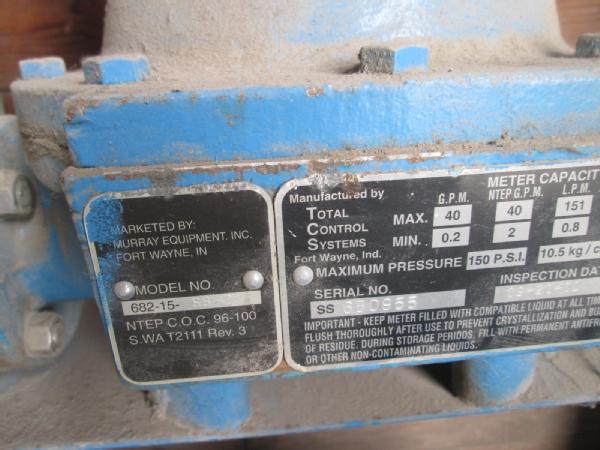 MARKETED BY:
MURRAY EQUIPMENT, INC.
FORT WAYNE, IN
MODEL NO.
682-15-
NTEP C.O.C. 96-100
S.WA T2111 Rev. 3
Manufactured by
TOTAL
CONTROL
SYSTEMS
Fort Wayne, Ind.
METER CAPACIT
G.P.M. NTEP G.P.M. L.P.M.
MAX. 40 40 151
MIN. 0.2 2 0.8
MAXIMUM PRESSURE 150 P.S.I. 10.5 kg/c
SERIAL NO. INSPECTION DAT
SS 690955
IMPORTANT - KEEP METER FILLED WITH COMPATIBLE LIQUID AT ALL TIM
FLUSH THOROUGHLY AFTER USE TO PREVENT CRYSTALLIZATION AND BU
OF RESIDUE. DURING STORAGE PERIODS, FILL WITH PERMANENT ANTIFR
OR OTHER NON-CONTAMINATING LIQUIDS.